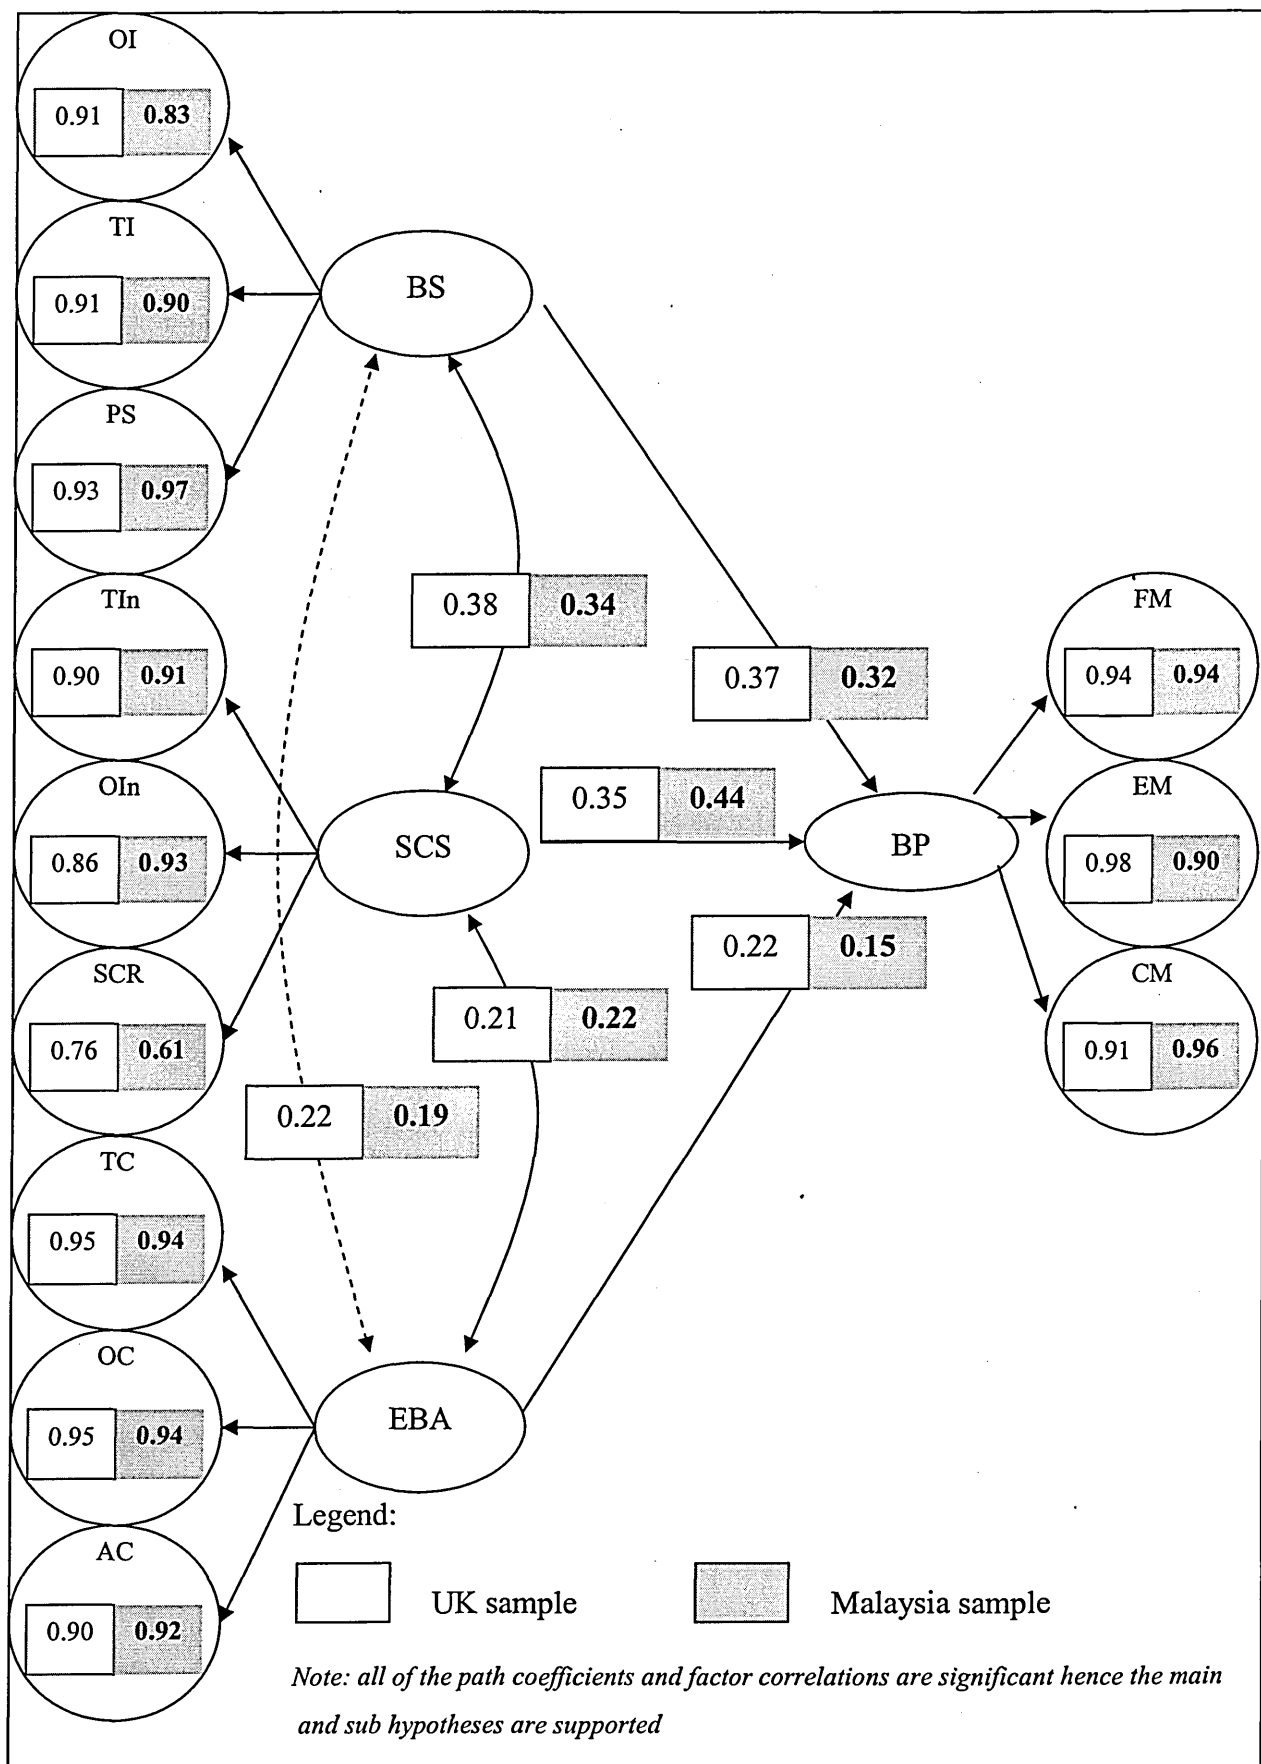 OI
0.91 0.83
TI
0.91 0.90
BS
PS
0.93 0.97
TIn
0.90 0.91
0.38 0.34
FM
0.94 0.94
0.37 0.32
OIn
0.86 0.93
SCS
0.35 0.44
BP
EM
0.98 0.90
SCR
0.76 0.61
0.22 0.15
0.21 0.22
CM
0.91 0.96
0.22 0.19
TC
0.95 0.94
OC
0.95 0.94
EBA
AC
0.90 0.92
Legend:
UK sample
Malaysia sample
Note: all of the path coefficients and factor correlations are significant hence the main
and sub hypotheses are supported